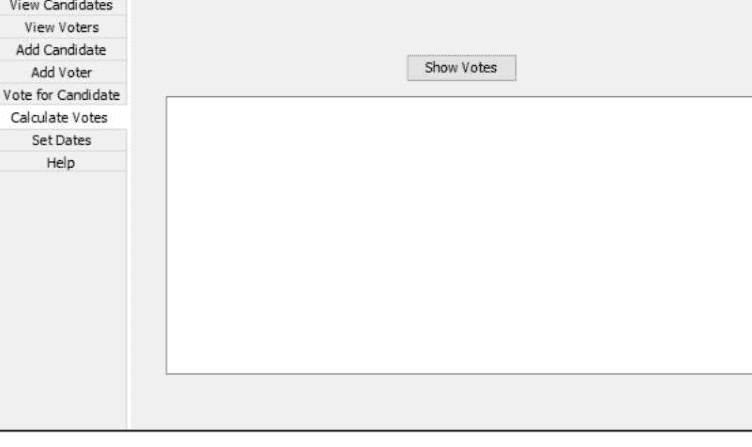 View Candidates
View Voters
Add Candidate
Add Voter
Vote for Candidate
Calculate Votes
Set Dates
Help
Show Votes